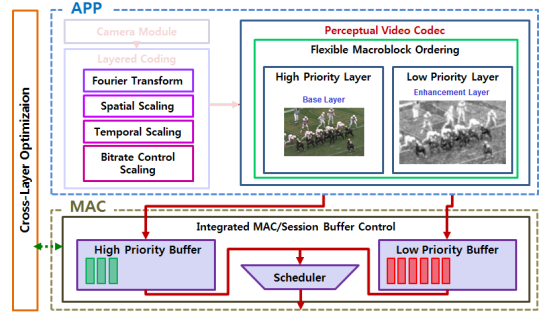 APP
Cross-Layer Optimizaion
Camera Module
Layered Coding
Fourier Transform
Spatial Scaling
Temporal Scaling
Bitrate Control
Scaling
Perceptual Video Codec
Flexible Macroblock Ordering
High Priority Layer
Base Layer
Low Priority Layer
Enhancement Layer
MAC
Integrated MAC/Session Buffer Control
High Priority Buffer
Scheduler
Low Priority Buffer